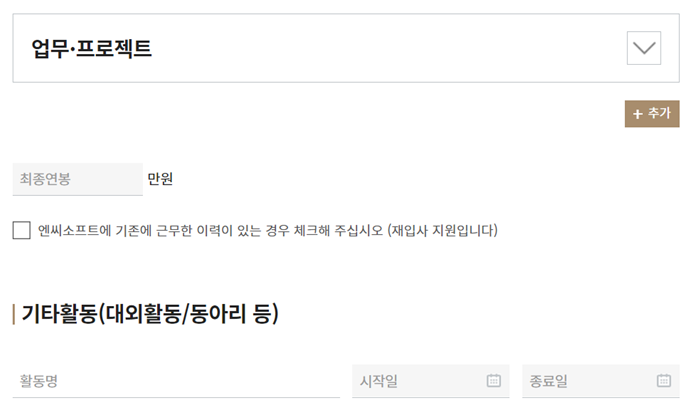 업무·프로젝트
+ 추가
최종연봉 만원
엔씨소프트에 기존에 근무한 이력이 있는 경우 체크해 주십시오 (재입사 지원입니다)
기타활동(대외활동/동아리 등)
활동명 시작일 종료일